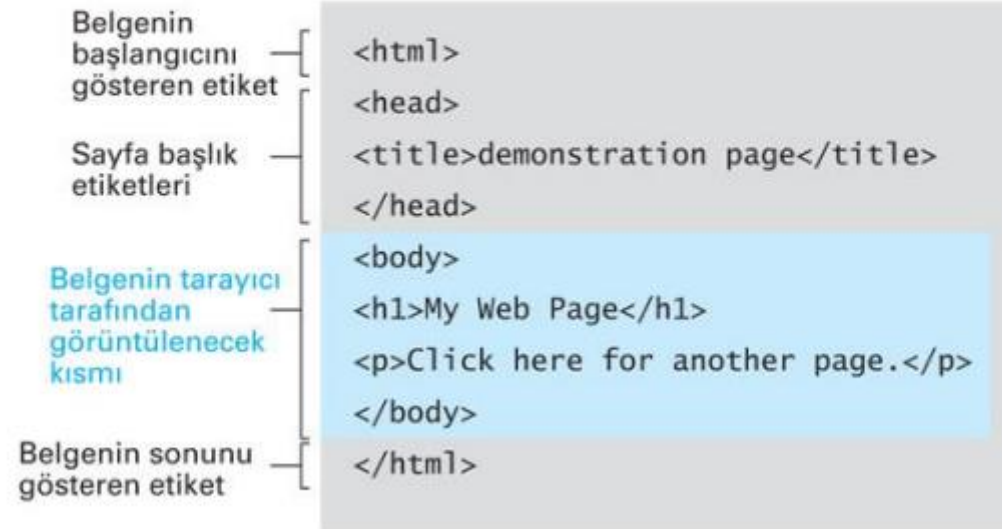 Belgenin
başlangıcını
gösteren etiket
<html>
<head>
Sayfa başlık
etiketleri
<title>demonstration page</title>
</head>
Belgenin tarayıcı
tarafından
görüntülenecek
kısmı
<body>
<h1>My Web Page</h1>
<p>Click here for another page.</p>
</body>
Belgenin sonunu
gösteren etiket
</html>